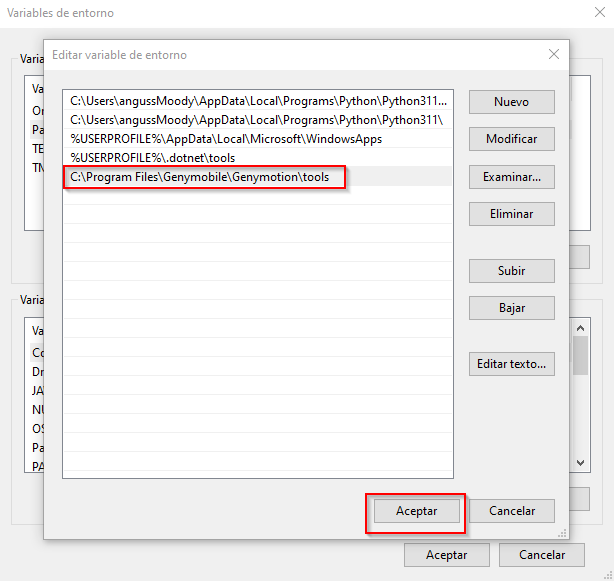 Variables de entorno
Editar variable de entorno
Varia
Va
On
Pa
TE
TM
C:\Users\angussMoody\AppData\Local\Programs\Python\Python311...
C:\Users\angussMoody\AppData\Local\Programs\Python\Python311\
%USERPROFILE%\AppData\Local\Microsoft\WindowsApps
%USERPROFILE%\.dotnet\tools
C:\Program Files\Genymobile\Genymotion\tools
Nuevo
Modificar
Examinar...
Eliminar
Subir
Bajar
Editar texto...
Varia
Va
Co
Dr
JA
NU
OS
Pa
PA
Aceptar
Cancelar
Aceptar
Cancelar